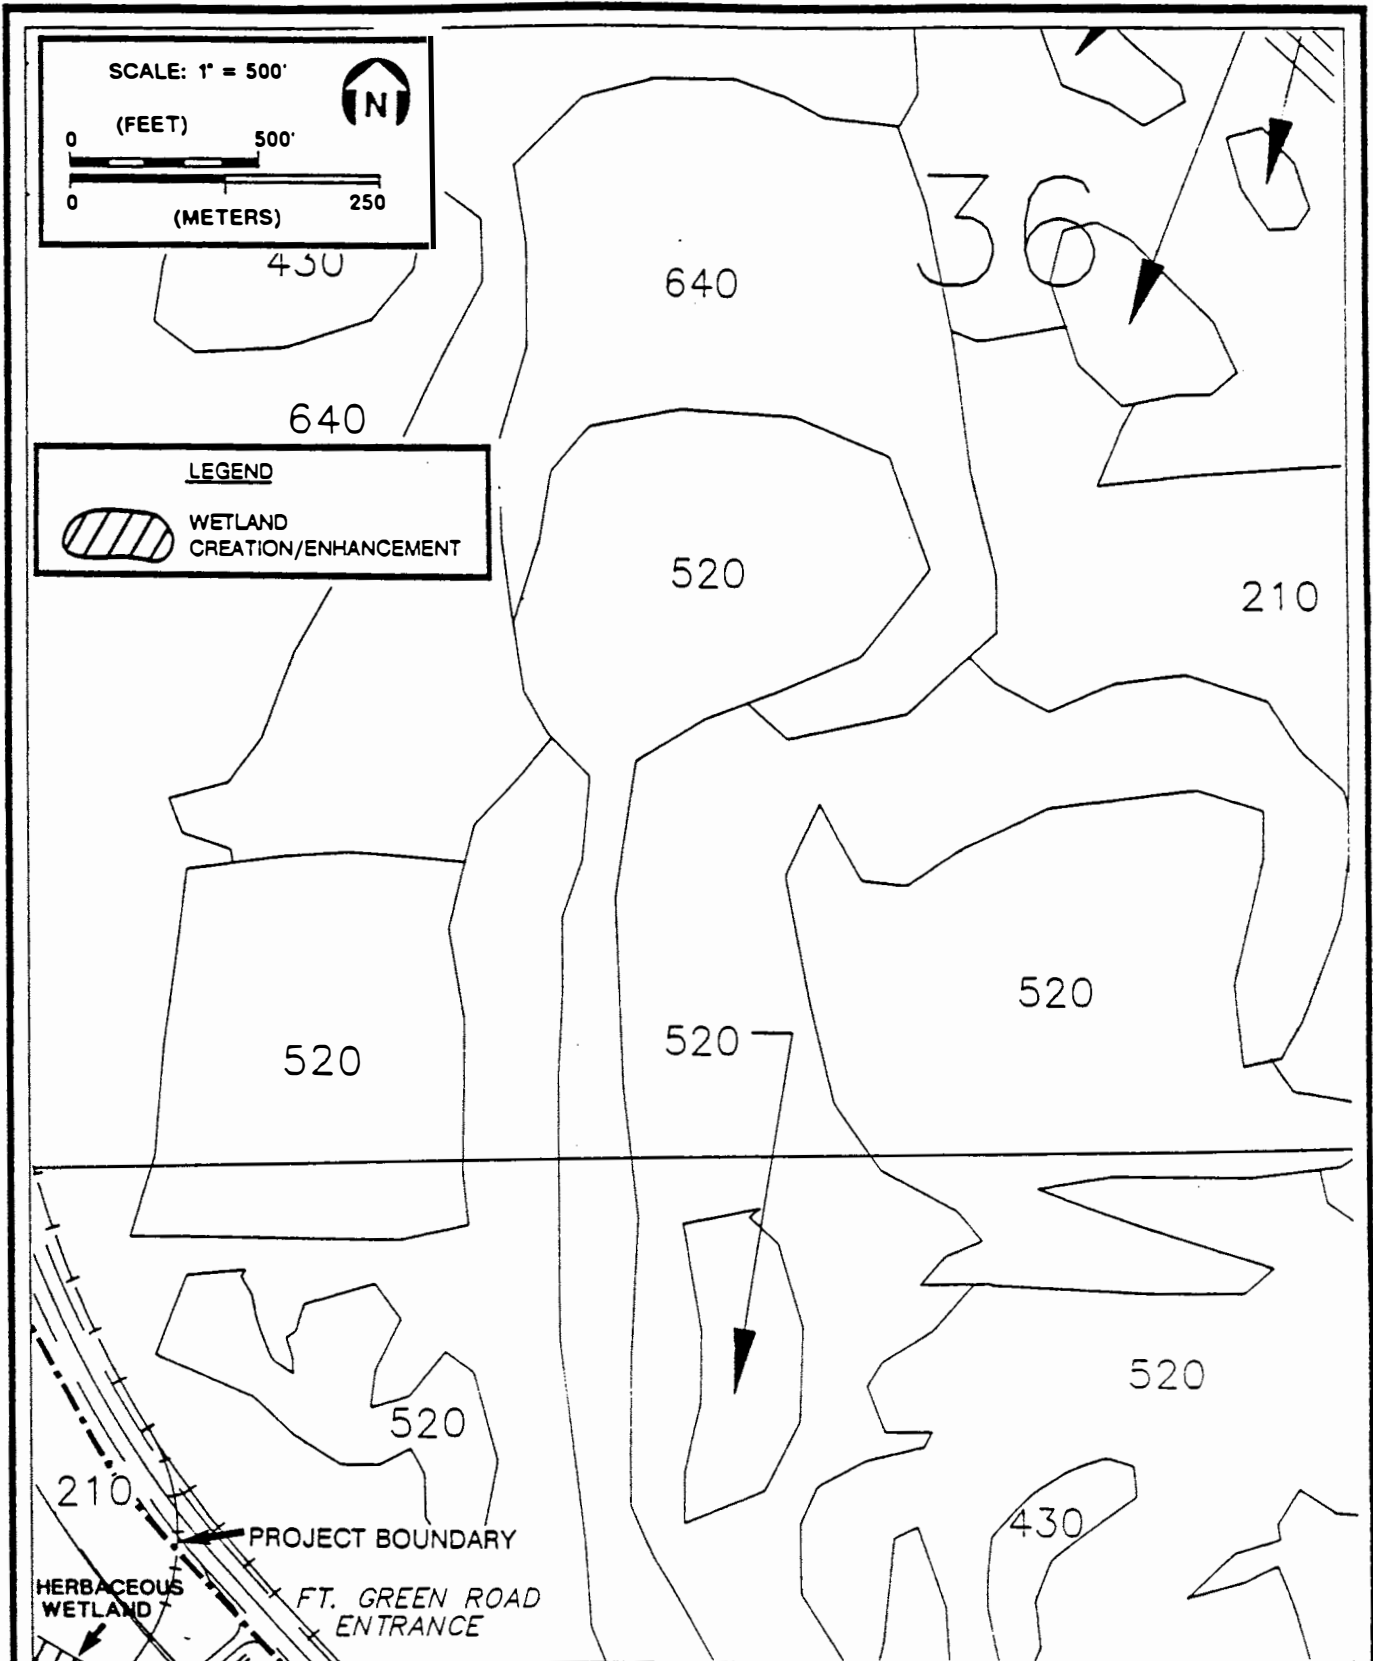 SCALE: 1" = 500'
N
(FEET)
0 500'
0 250
(METERS)
430
640
36
640
LEGEND
WETLAND
CREATION/ENHANCEMENT
520
210
520
520
520
520
520
210
430
PROJECT BOUNDARY
HERBACEOUS
WETLAND
FT. GREEN ROAD
ENTRANCE